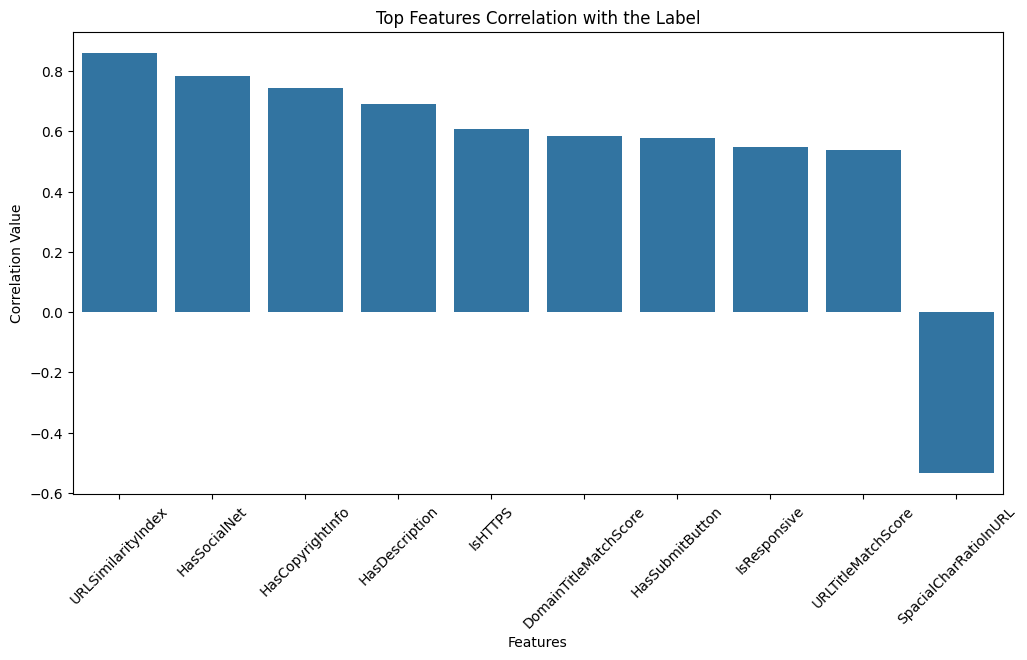 Top Features Correlation with the Label
Correlation Value
0.8
0.6
0.4
0.2
0.0
−0.2
−0.4
−0.6
URLSimilarityIndex
HasSocialNet
HasCopyrightInfo
HasDescription
IsHTTPS
DomainTitleMatchScore
HasSubmitButton
IsResponsive
URLTitleMatchScore
SpacialCharRatioInURL
Features